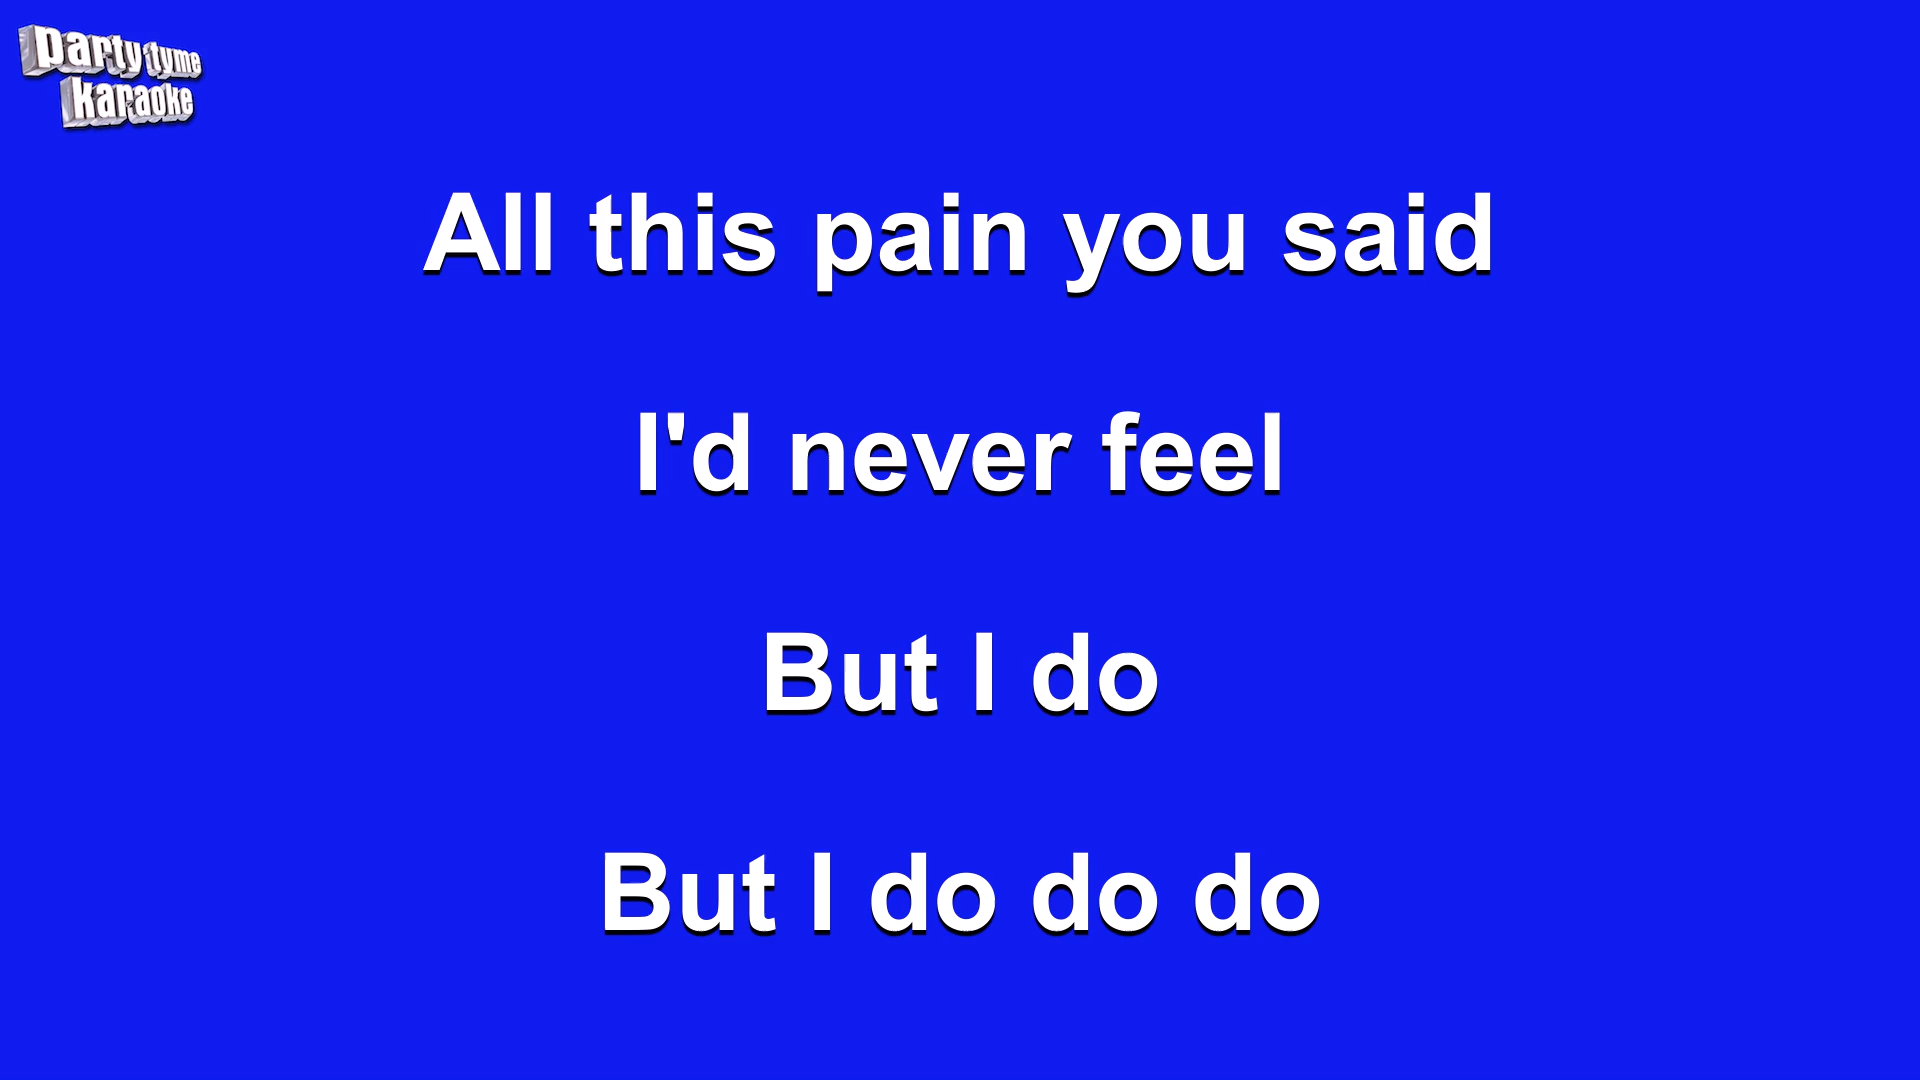 party tyme
karaoke
All this pain you said
I'd never feel
But I do
But I do do do